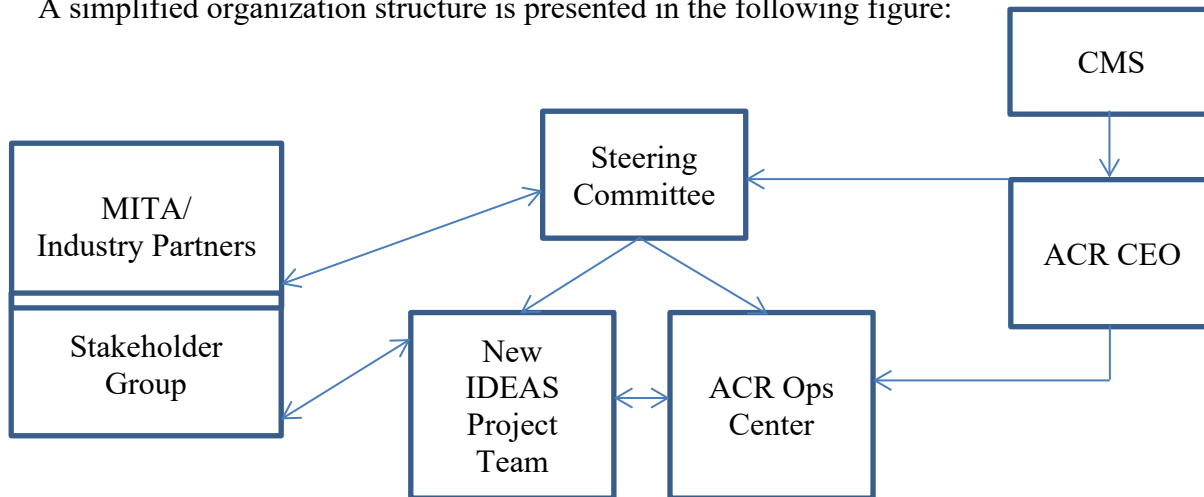 A simplified organization structure is presented in the following figure:
CMS
Steering
Committee
MITA/
Industry Partners
ACR CEO
Stakeholder
Group
New
IDEAS
Project
Team
ACR Ops
Center